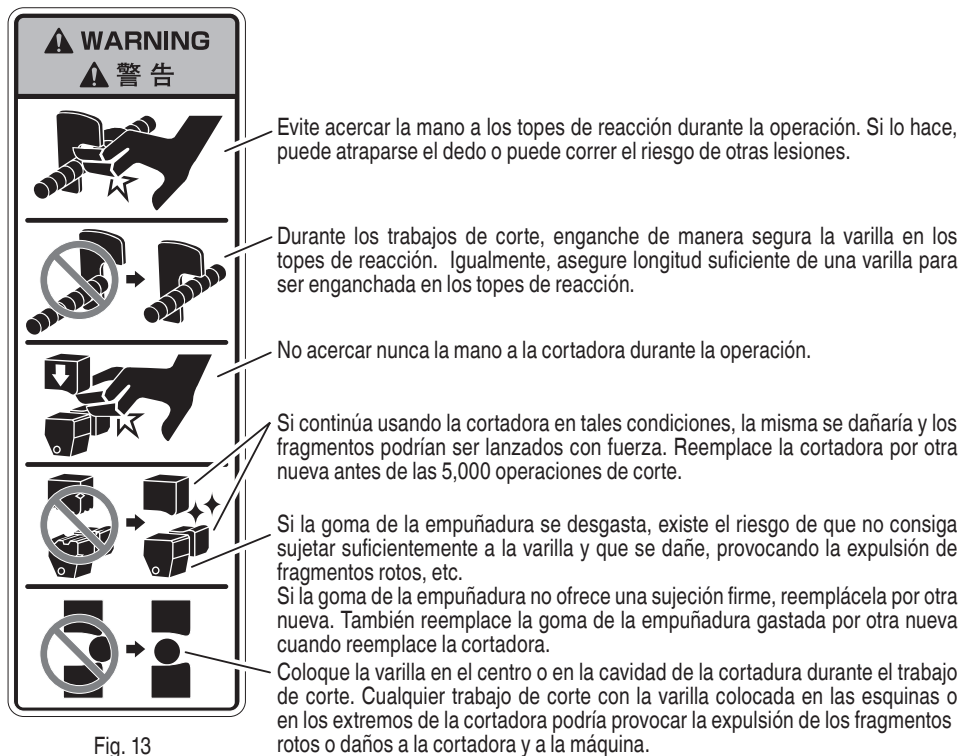 WARNING
警告
Evite acercar la mano a los topes de reacción durante la operación. Si lo hace,
puede atraparse el dedo o puede correr el riesgo de otras lesiones.
Durante los trabajos de corte, enganche de manera segura la varilla en los
topes de reacción. Igualmente, asegure longitud suficiente de una varilla para
ser enganchada en los topes de reacción.
No acercar nunca la mano a la cortadora durante la operación.
Si continúa usando la cortadora en tales condiciones, la misma se dañaría y los
fragmentos podrían ser lanzados con fuerza. Reemplace la cortadora por otra
nueva antes de las 5,000 operaciones de corte.
Si la goma de la empuñadura se desgasta, existe el riesgo de que no consiga
sujetar suficientemente a la varilla y que se dañe, provocando la expulsión de
fragmentos rotos, etc.
Si la goma de la empuñadura no ofrece una sujeción firme, reemplácela por otra
nueva. También reemplace la goma de la empuñadura gastada por otra nueva
cuando reemplace la cortadora.
Coloque la varilla en el centro o en la cavidad de la cortadura durante el trabajo
de corte. Cualquier trabajo de corte con la varilla colocada en las esquinas o
en los extremos de la cortadora podría provocar la expulsión de los fragmentos
rotos o daños a la cortadora y a la máquina.
Fig. 13